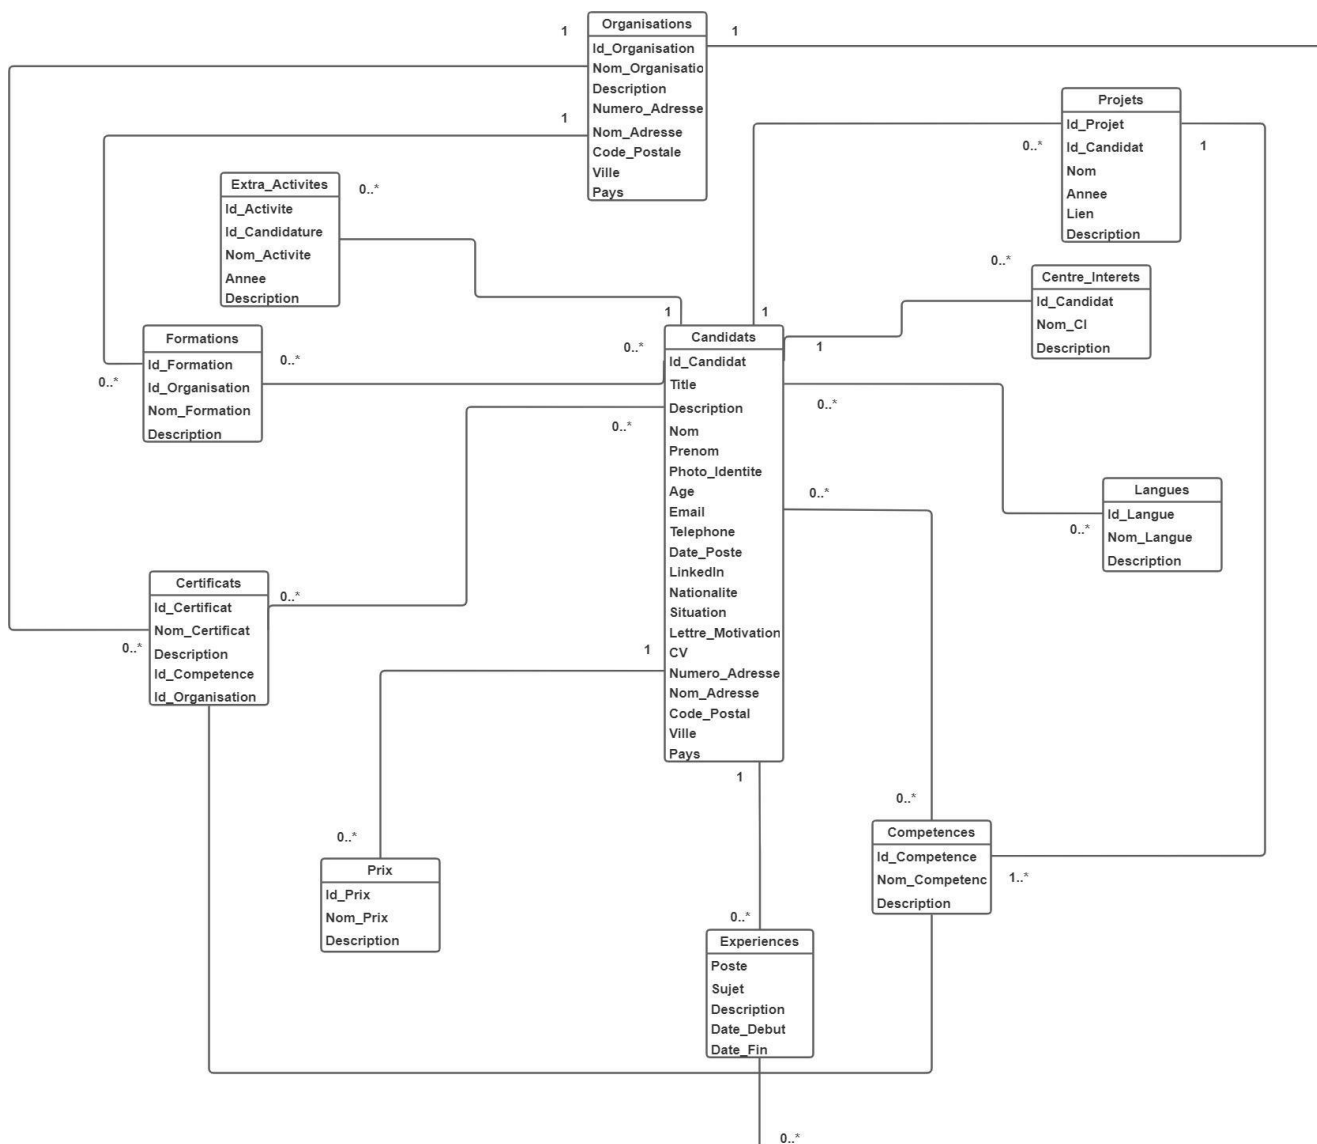 Organisations
1
1
Id_Organisation
Nom_Organisatio
Description
Numero_Adresse
1
Nom_Adresse
Code_Postale
Ville
Pays
Projets
Id_Projet
Id_Candidat
Nom
Annee
Lien
Description
0..*
1
Extra_Activites
0..*
Id_Activite
Id_Candidature
Nom_Activite
Annee
Description
0..*
Centre_Interets
Id_Candidat
Nom_CI
Description
1
1
1
Formations
Id_Formation
Id_Organisation
Nom_Formation
Description
0..*
0..*
0..*
Candidats
Id_Candidat
Title
Description
Nom
Prenom
Photo_Identite
Age
Email
Telephone
Date_Poste
LinkedIn
Nationalite
Situation
Lettre_Motivation
CV
Numero_Adresse
Nom_Adresse
Code_Postal
Ville
Pays
0..*
0..*
0..*
Langues
Id_Langue
Nom_Langue
Description
0..*
Certificats
Id_Certificat
Nom_Certificat
Description
Id_Competence
Id_Organisation
0..*
0..*
1
1
0..*
Prix
Id_Prix
Nom_Prix
Description
0..*
Competences
Id_Competence
Nom_Competenc
Description
1..*
0..*
Experiences
Poste
Sujet
Description
Date_Debut
Date_Fin
0..*